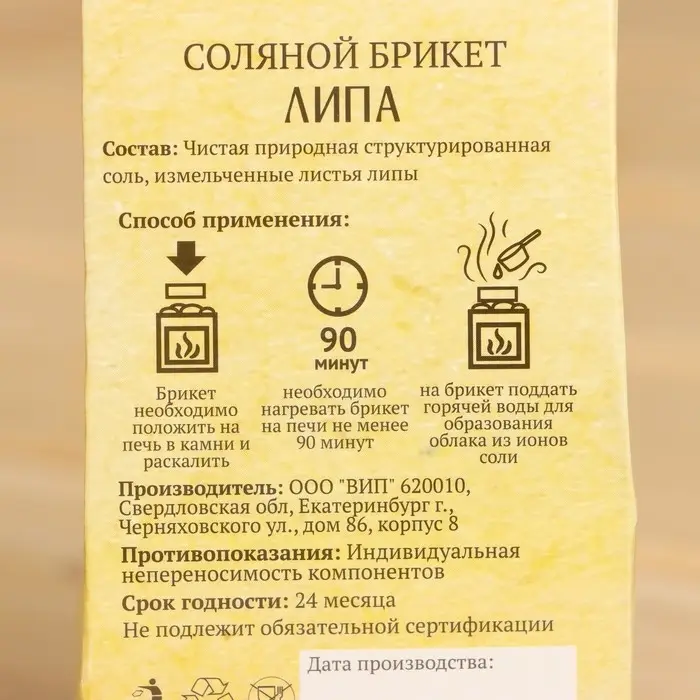 СОЛЯНОЙ БРИКЕТ
ЛИПА
Состав: Чистая природная структурированная
соль, измельченные листья липы
Способ применения:
90
минут
Брикет
необходимо
положить на
печь в камни и
раскалить
необходимо
нагревать брикет
на печи не менее
90 минут
на брикет поддать
горячей воды для
образования
облака из ионов
соли
Производитель: ООО "ВИП" 620010,
Свердловская обл, Екатеринбург г.,
Черняховского ул., дом 86, корпус 8
Противопоказания: Индивидуальная
непереносимость компонентов
Срок годности: 24 месяца
Не подлежит обязательной сертификации
Дата производства: